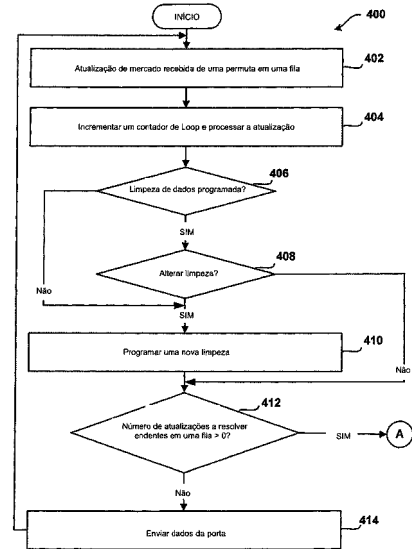 INÍCIO
400
Atualização de mercado recebida de uma permuta em uma fila
402
Incrementar um contador de Loop e processar a atualização
404
Limpeza de dados programada?
406
SIM
Alterar limpeza?
408
Não
SIM
Programar uma nova limpeza
410
Não
412
Número de atualizações a resolver
endentes em uma fila > 0?
SIM
A
Não
Enviar dados da porta
414